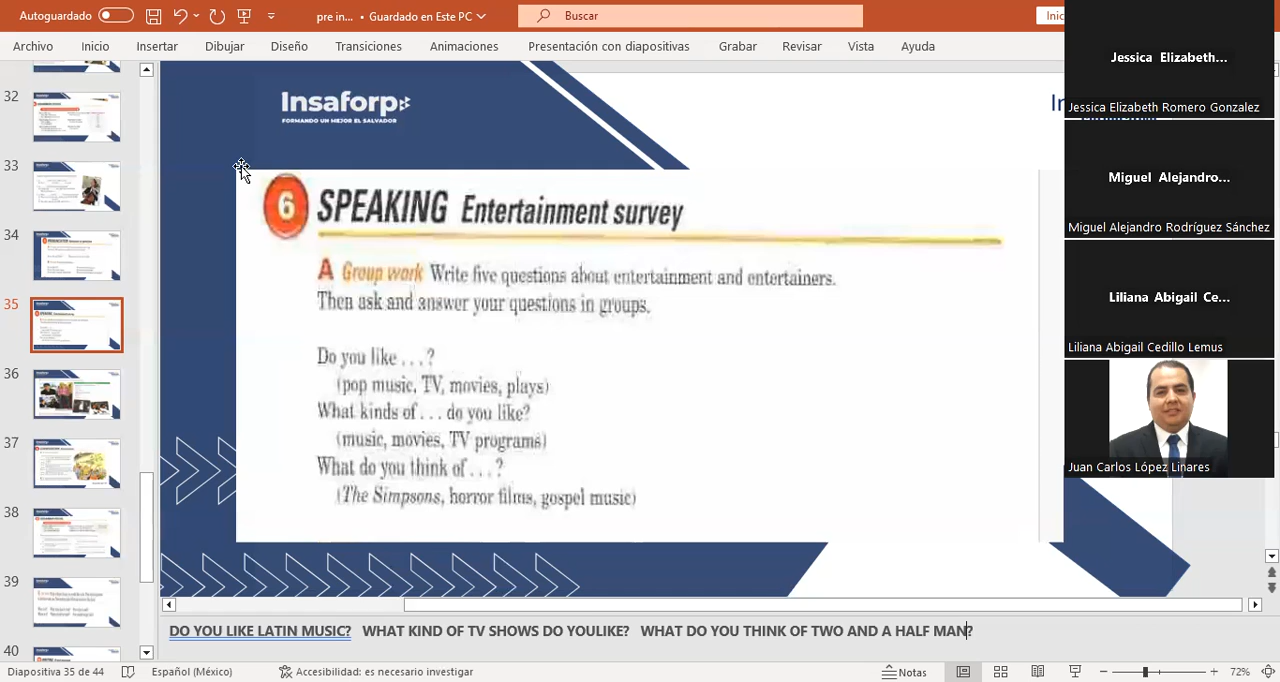 Autoguardado
pre in... • Guardado en Este PC
Buscar
Inic
Archivo Inicio Insertar Dibujar Diseño Transiciones Animaciones Presentación con diapositivas Grabar Revisar Vista Ayuda
32
33
34
35
36
37
38
39
40
Insaforp
FORMANDO UN MEJOR EL SALVADOR
6 SPEAKING Entertainment survey
A Group work Write five questions about entertainment and entertainers.
Then ask and answer your questions in groups.
Do you like . . . ?
(pop music, TV, movies, plays)
What kinds of . . . do you like?
(music, movies, TV programs)
What do you think of . . . ?
(The Simpsons, horror films, gospel music)
Jessica Elizabeth...
Jessica Elizabeth Romero Gonzalez
Miguel Alejandro...
Miguel Alejandro Rodríguez Sánchez
Liliana Abigail Ce...
Liliana Abigail Cedillo Lemus
Juan Carlos López Linares
DO YOU LIKE LATIN MUSIC? WHAT KIND OF TV SHOWS DO YOULIKE? WHAT DO YOU THINK OF TWO AND A HALF MAN?
Diapositiva 35 de 44 Español (México) Accesibilidad: es necesario investigar Notas 72%